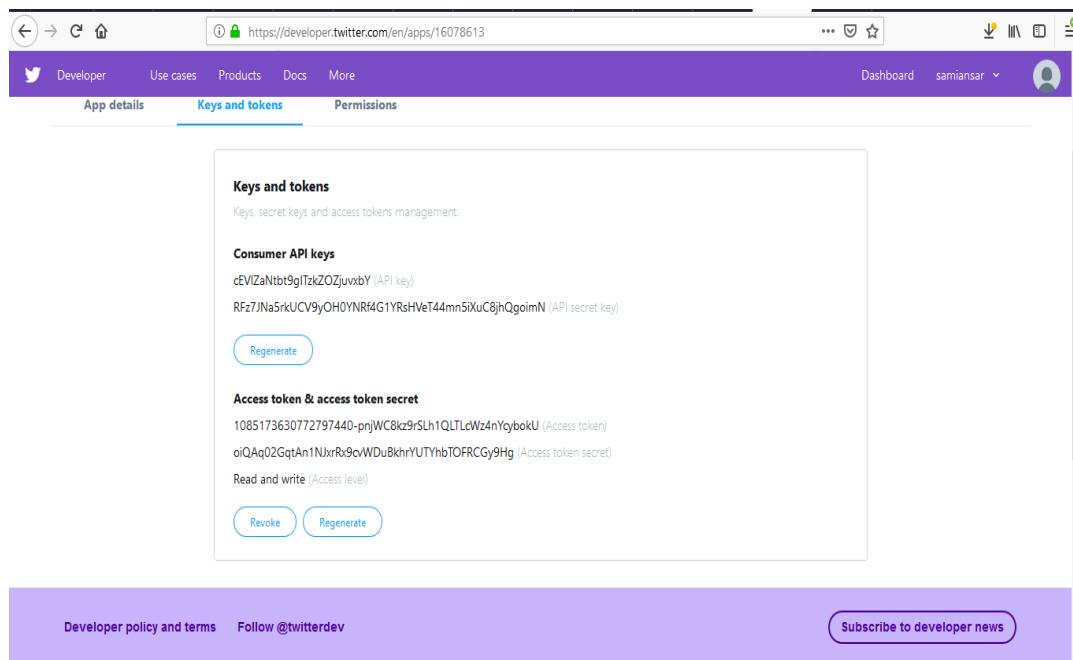 https://developer.twitter.com/en/apps/16078613
Developer Use cases Products Docs More Dashboard samiansar
App details Keys and tokens Permissions
Keys and tokens
Keys, secret keys and access tokens management.
Consumer API keys
(API key)
RFz7JNa5rkUCV9yOH0YNRf4G1YRsHVeT44mn5iXuC8jhQgoimN (API secret key)
Regenerate
Access token & access token secret
1085173630772797440-pnjWC8kz9rSLh1QLTLcWz4nYcybokU (Access token)
oiQAq02GqtAn1NJxrRx9cvWDuBkhrYUTYhbTOFRCGy9Hg (Access token secret)
Read and write (Access level)
Revoke Regenerate
Developer policy and terms Follow @twitterdev Subscribe to developer news